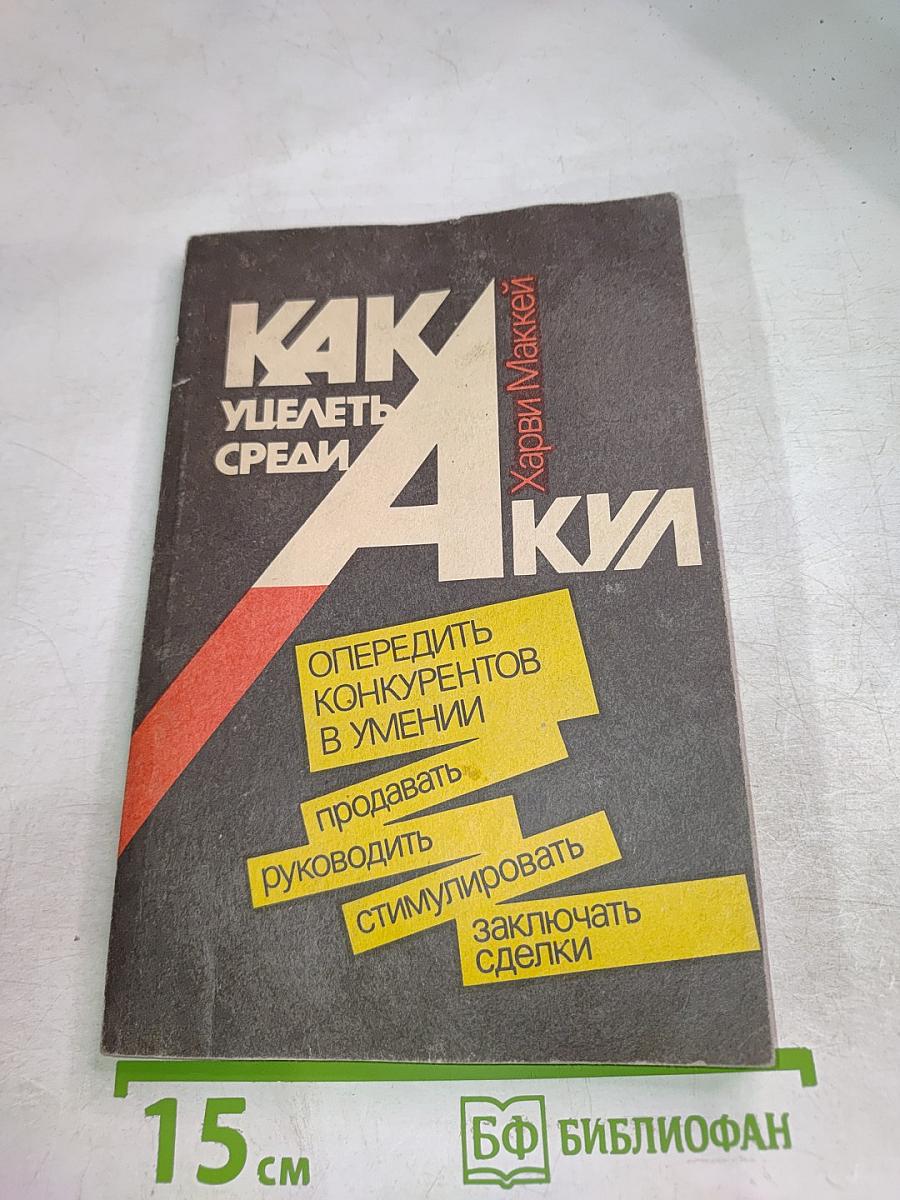 КАК
УЦЕЛЕТЬ
СРЕДИ
АКУЛ
Харви Маккей
ОПЕРЕДИТЬ
КОНКУРЕНТОВ
В УМЕНИИ
продавать
руководить
стимулировать
заключать
сделки
15 см
БФ БИБЛИОФАН